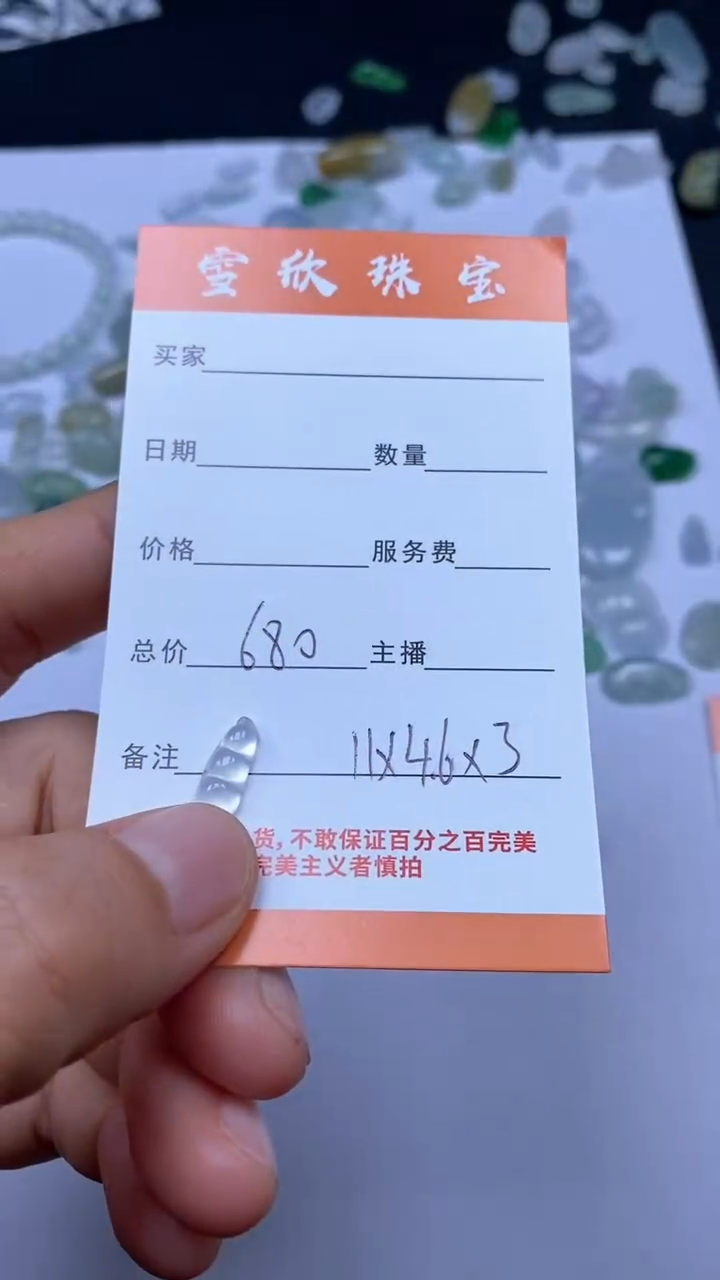 雪欣珠宝
买家
日期 数量
价格 服务费
总价 680 主播
备注 11x4.6x3
货,不敢保证百分之百完美
完美主义者慎拍